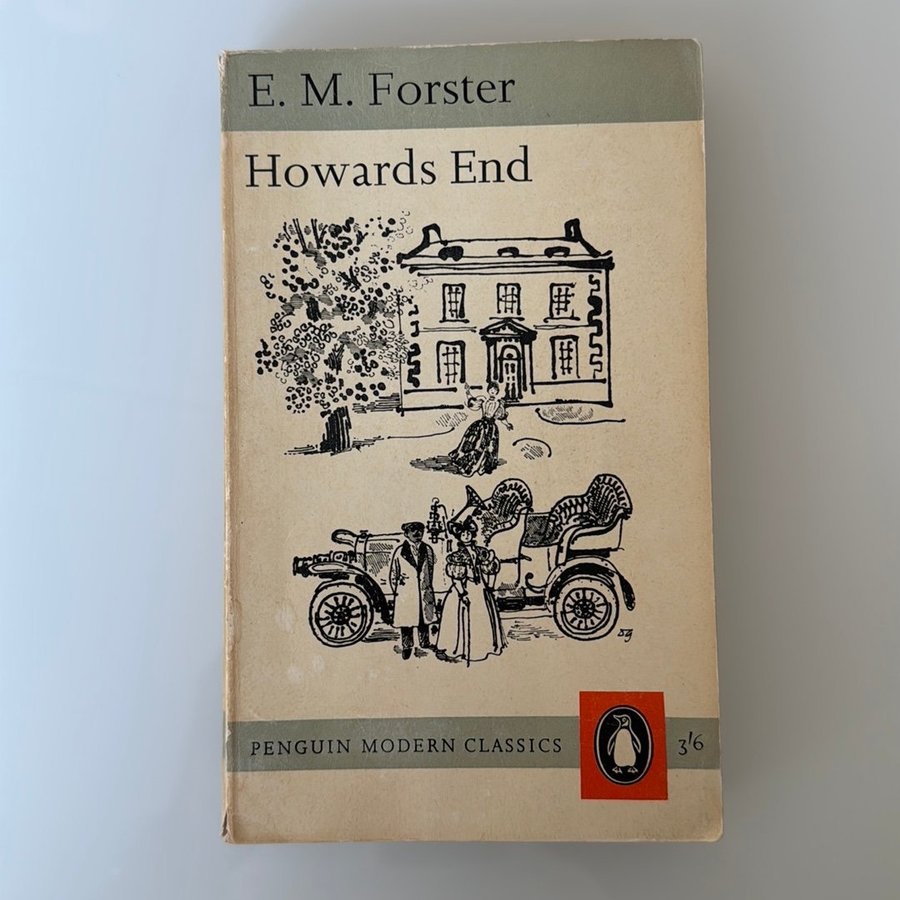 E. M. Forster
Howards End
PENGUIN MODERN CLASSICS
3'6